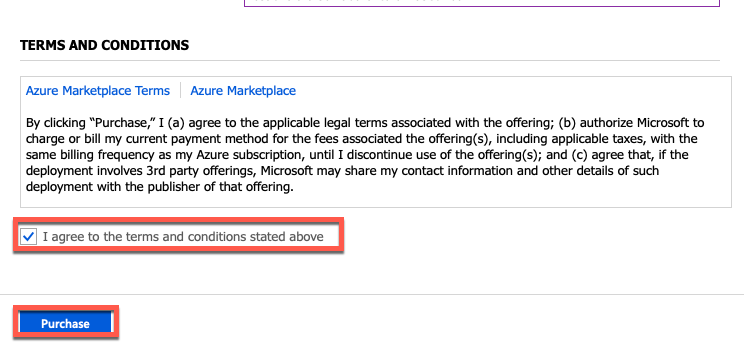 TERMS AND CONDITIONS
Azure Marketplace Terms Azure Marketplace
By clicking “Purchase,” I (a) agree to the applicable legal terms associated with the offering; (b) authorize Microsoft to
charge or bill my current payment method for the fees associated the offering(s), including applicable taxes, with the
same billing frequency as my Azure subscription, until I discontinue use of the offering(s); and (c) agree that, if the
deployment involves 3rd party offerings, Microsoft may share my contact information and other details of such
deployment with the publisher of that offering.
I agree to the terms and conditions stated above
Purchase